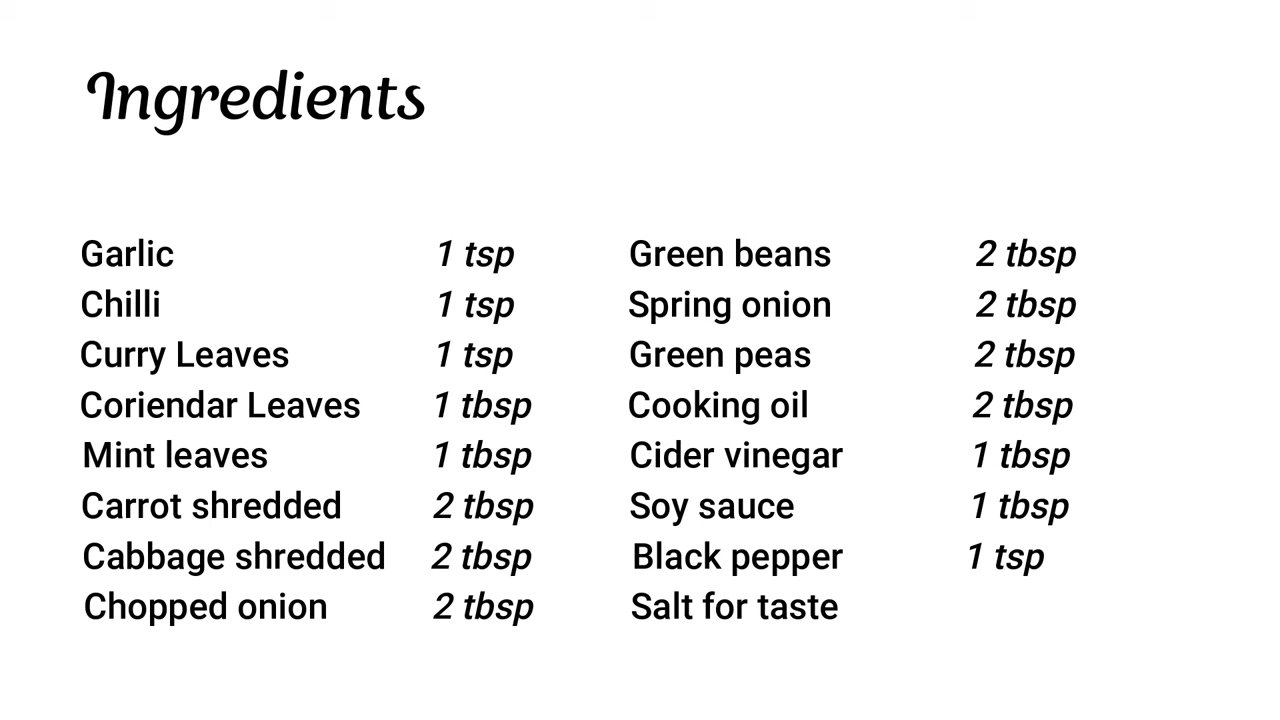 Ingredients
Garlic 1 tsp
Chilli 1 tsp
Curry Leaves 1 tsp
Coriendar Leaves 1 tbsp
Mint leaves 1 tbsp
Carrot shredded 2 tbsp
Cabbage shredded 2 tbsp
Chopped onion 2 tbsp
Green beans 2 tbsp
Spring onion 2 tbsp
Green peas 2 tbsp
Cooking oil 2 tbsp
Cider vinegar 1 tbsp
Soy sauce 1 tbsp
Black pepper 1 tsp
Salt for taste